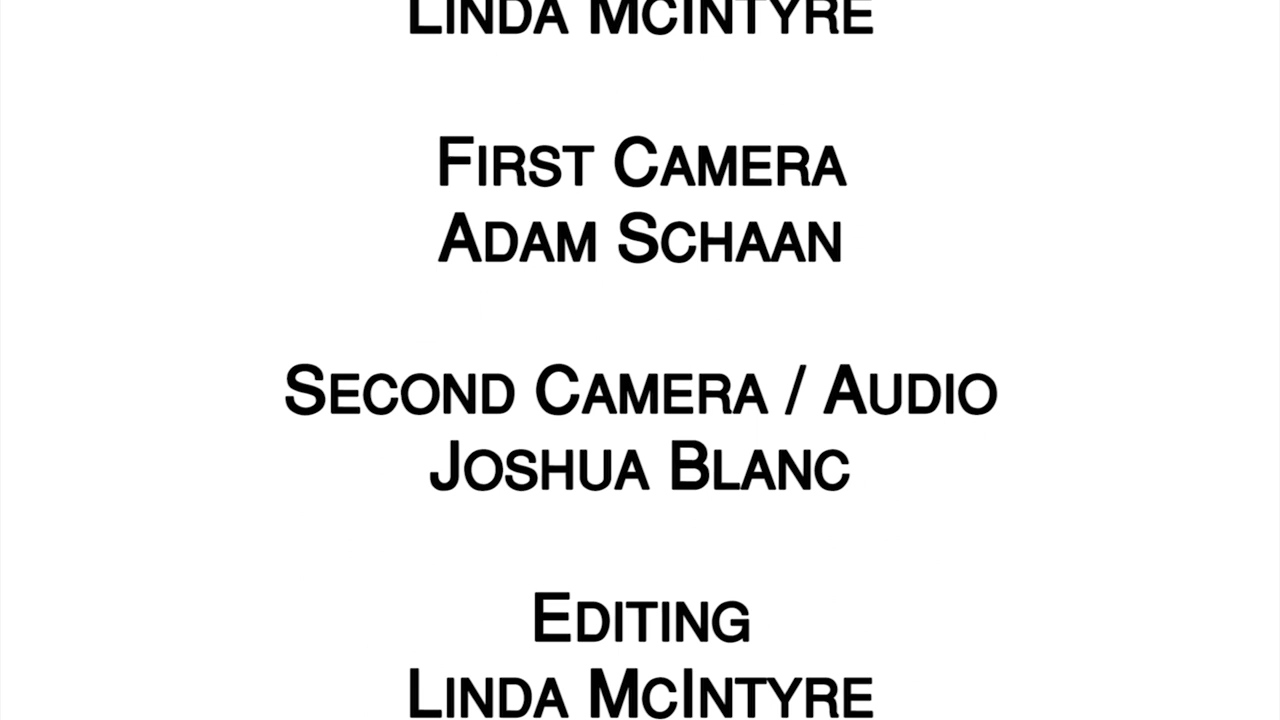 Linda McIntyre
First Camera
Adam Schaan
Second Camera / Audio
Joshua Blanc
Editing
Linda McIntyre